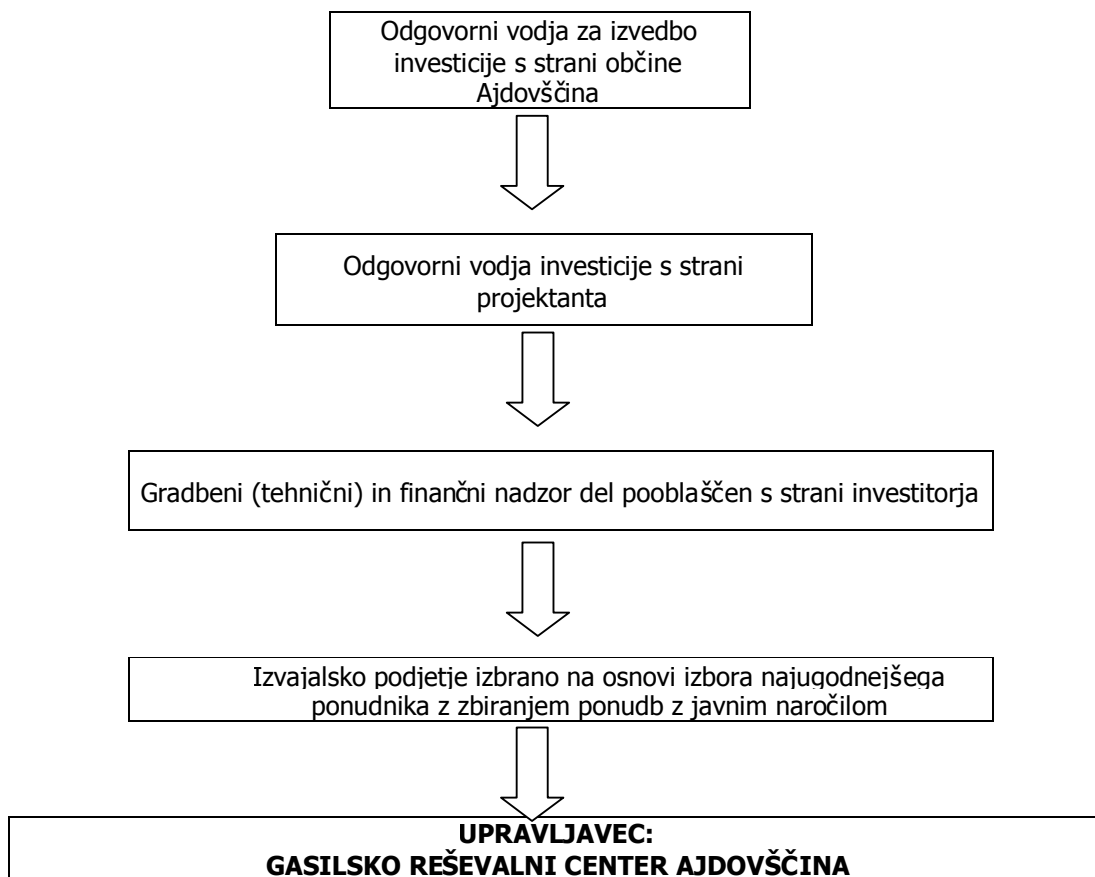 Odgovorni vodja za izvedbo
investicije s strani občine
Ajdovščina
Odgovorni vodja investicije s strani
projektanta
Gradbeni (tehnični) in finančni nadzor del pooblaščen s strani investitorja
Izvajalsko podjetje izbrano na osnovi izbora najugodnejšega
ponudnika z zbiranjem ponudb z javnim naročilom
UPRAVLJAVEC:
GASILSKO REŠEVALNI CENTER AJDOVŠČINA